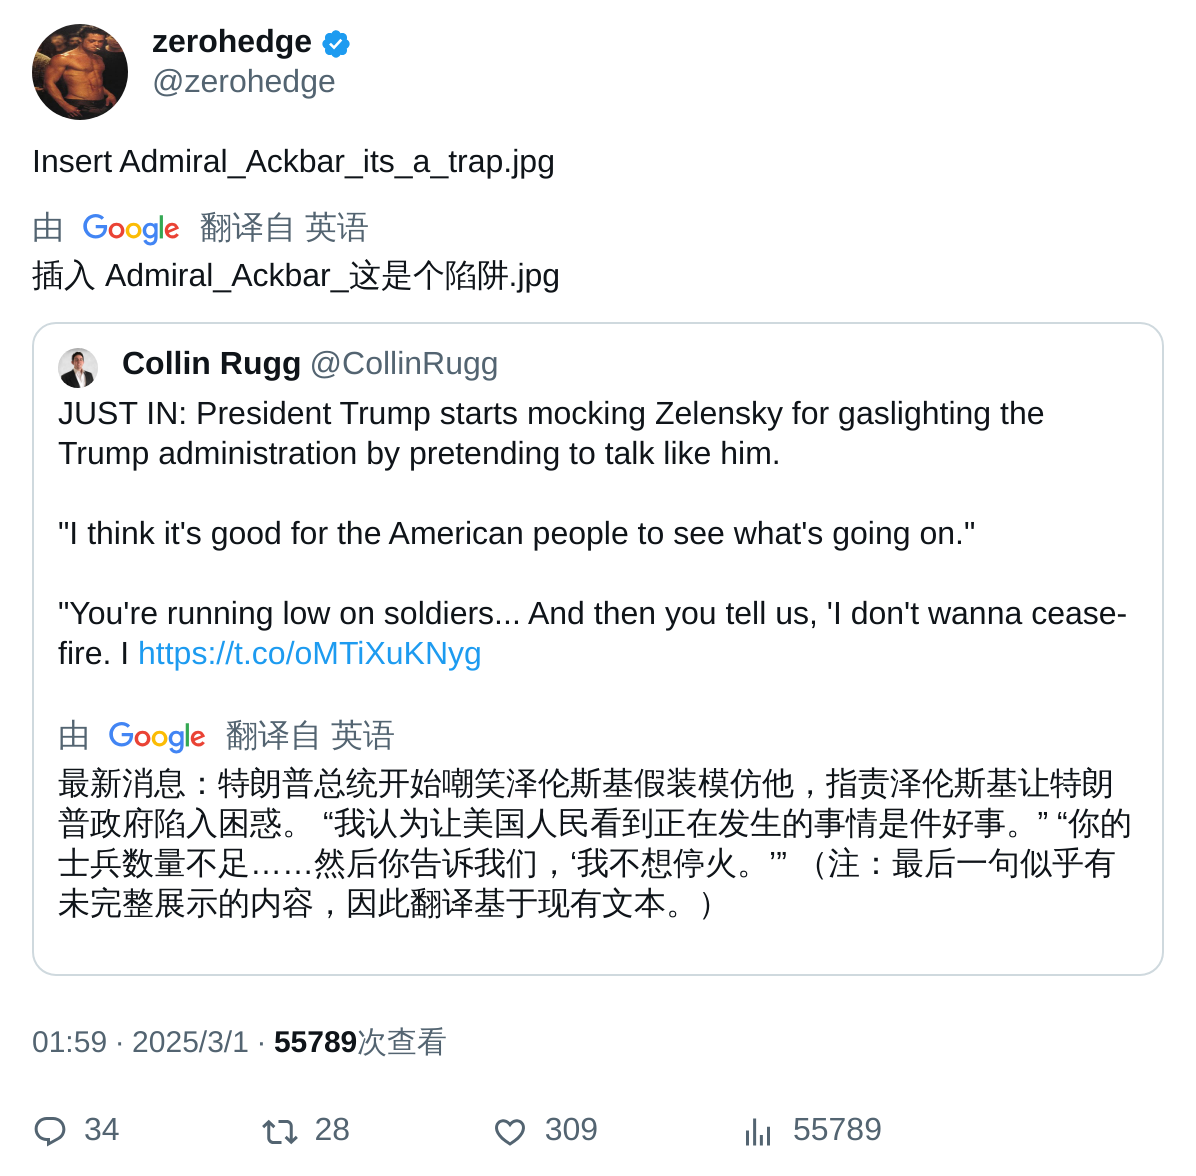 zerohedge
@zerohedge
Insert Admiral_Ackbar_its_a_trap.jpg
由 Google 翻译自 英语
插入 Admiral_Ackbar_这是个陷阱.jpg
Collin Rugg @CollinRugg
JUST IN: President Trump starts mocking Zelensky for gaslighting the
Trump administration by pretending to talk like him.
"I think it's good for the American people to see what's going on."
"You're running low on soldiers... And then you tell us, 'I don't wanna cease-
fire. I https://t.co/oMTiXuKNyg
由 Google 翻译自 英语
最新消息：特朗普总统开始嘲笑泽伦斯基假装模仿他，指责泽伦斯基让特朗
普政府陷入困惑。 “我认为让美国人民看到正在发生的事情是件好事。” “你的
士兵数量不足……然后你告诉我们，‘我不想停火。’” （注：最后一句似乎有
未完整展示的内容，因此翻译基于现有文本。）
01:59 · 2025/3/1 · 55789次查看
34 28 309 55789